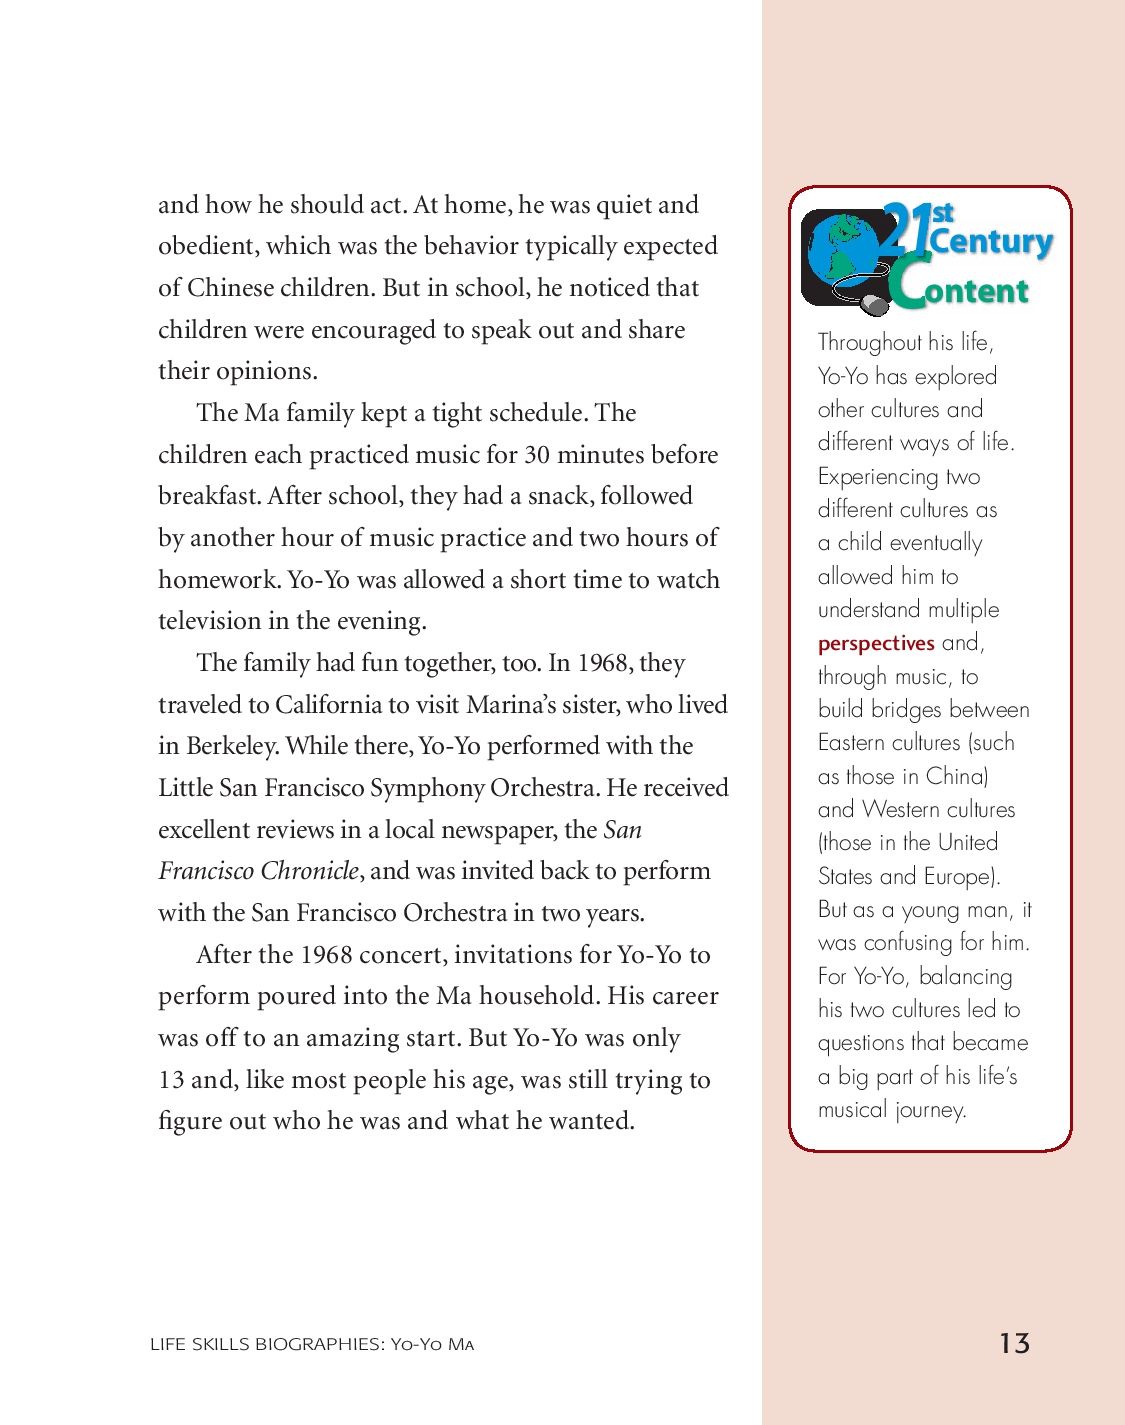 and how he should act. At home, he was quiet and
obedient, which was the behavior typically expected
of Chinese children. But in school, he noticed that
children were encouraged to speak out and share
their opinions.
The Ma family kept a tight schedule. The
children each practiced music for 30 minutes before
breakfast. After school, they had a snack, followed
by another hour of music practice and two hours of
homework. Yo-Yo was allowed a short time to watch
television in the evening.
The family had fun together, too. In 1968, they
traveled to California to visit Marina’s sister, who lived
in Berkeley. While there, Yo-Yo performed with the
Little San Francisco Symphony Orchestra. He received
excellent reviews in a local newspaper, the San
Francisco Chronicle, and was invited back to perform
with the San Francisco Orchestra in two years.
After the 1968 concert, invitations for Yo-Yo to
perform poured into the Ma household. His career
was off to an amazing start. But Yo-Yo was only
13 and, like most people his age, was still trying to
figure out who he was and what he wanted.
21st
Century
Content
Throughout his life,
Yo-Yo has explored
other cultures and
different ways of life.
Experiencing two
different cultures as
a child eventually
allowed him to
understand multiple
perspectives and,
through music, to
build bridges between
Eastern cultures (such
as those in China)
and Western cultures
(those in the United
States and Europe).
But as a young man, it
was confusing for him.
For Yo-Yo, balancing
his two cultures led to
questions that became
a big part of his life’s
musical journey.
LIFE SKILLS BIOGRAPHIES: YO-YO MA
13